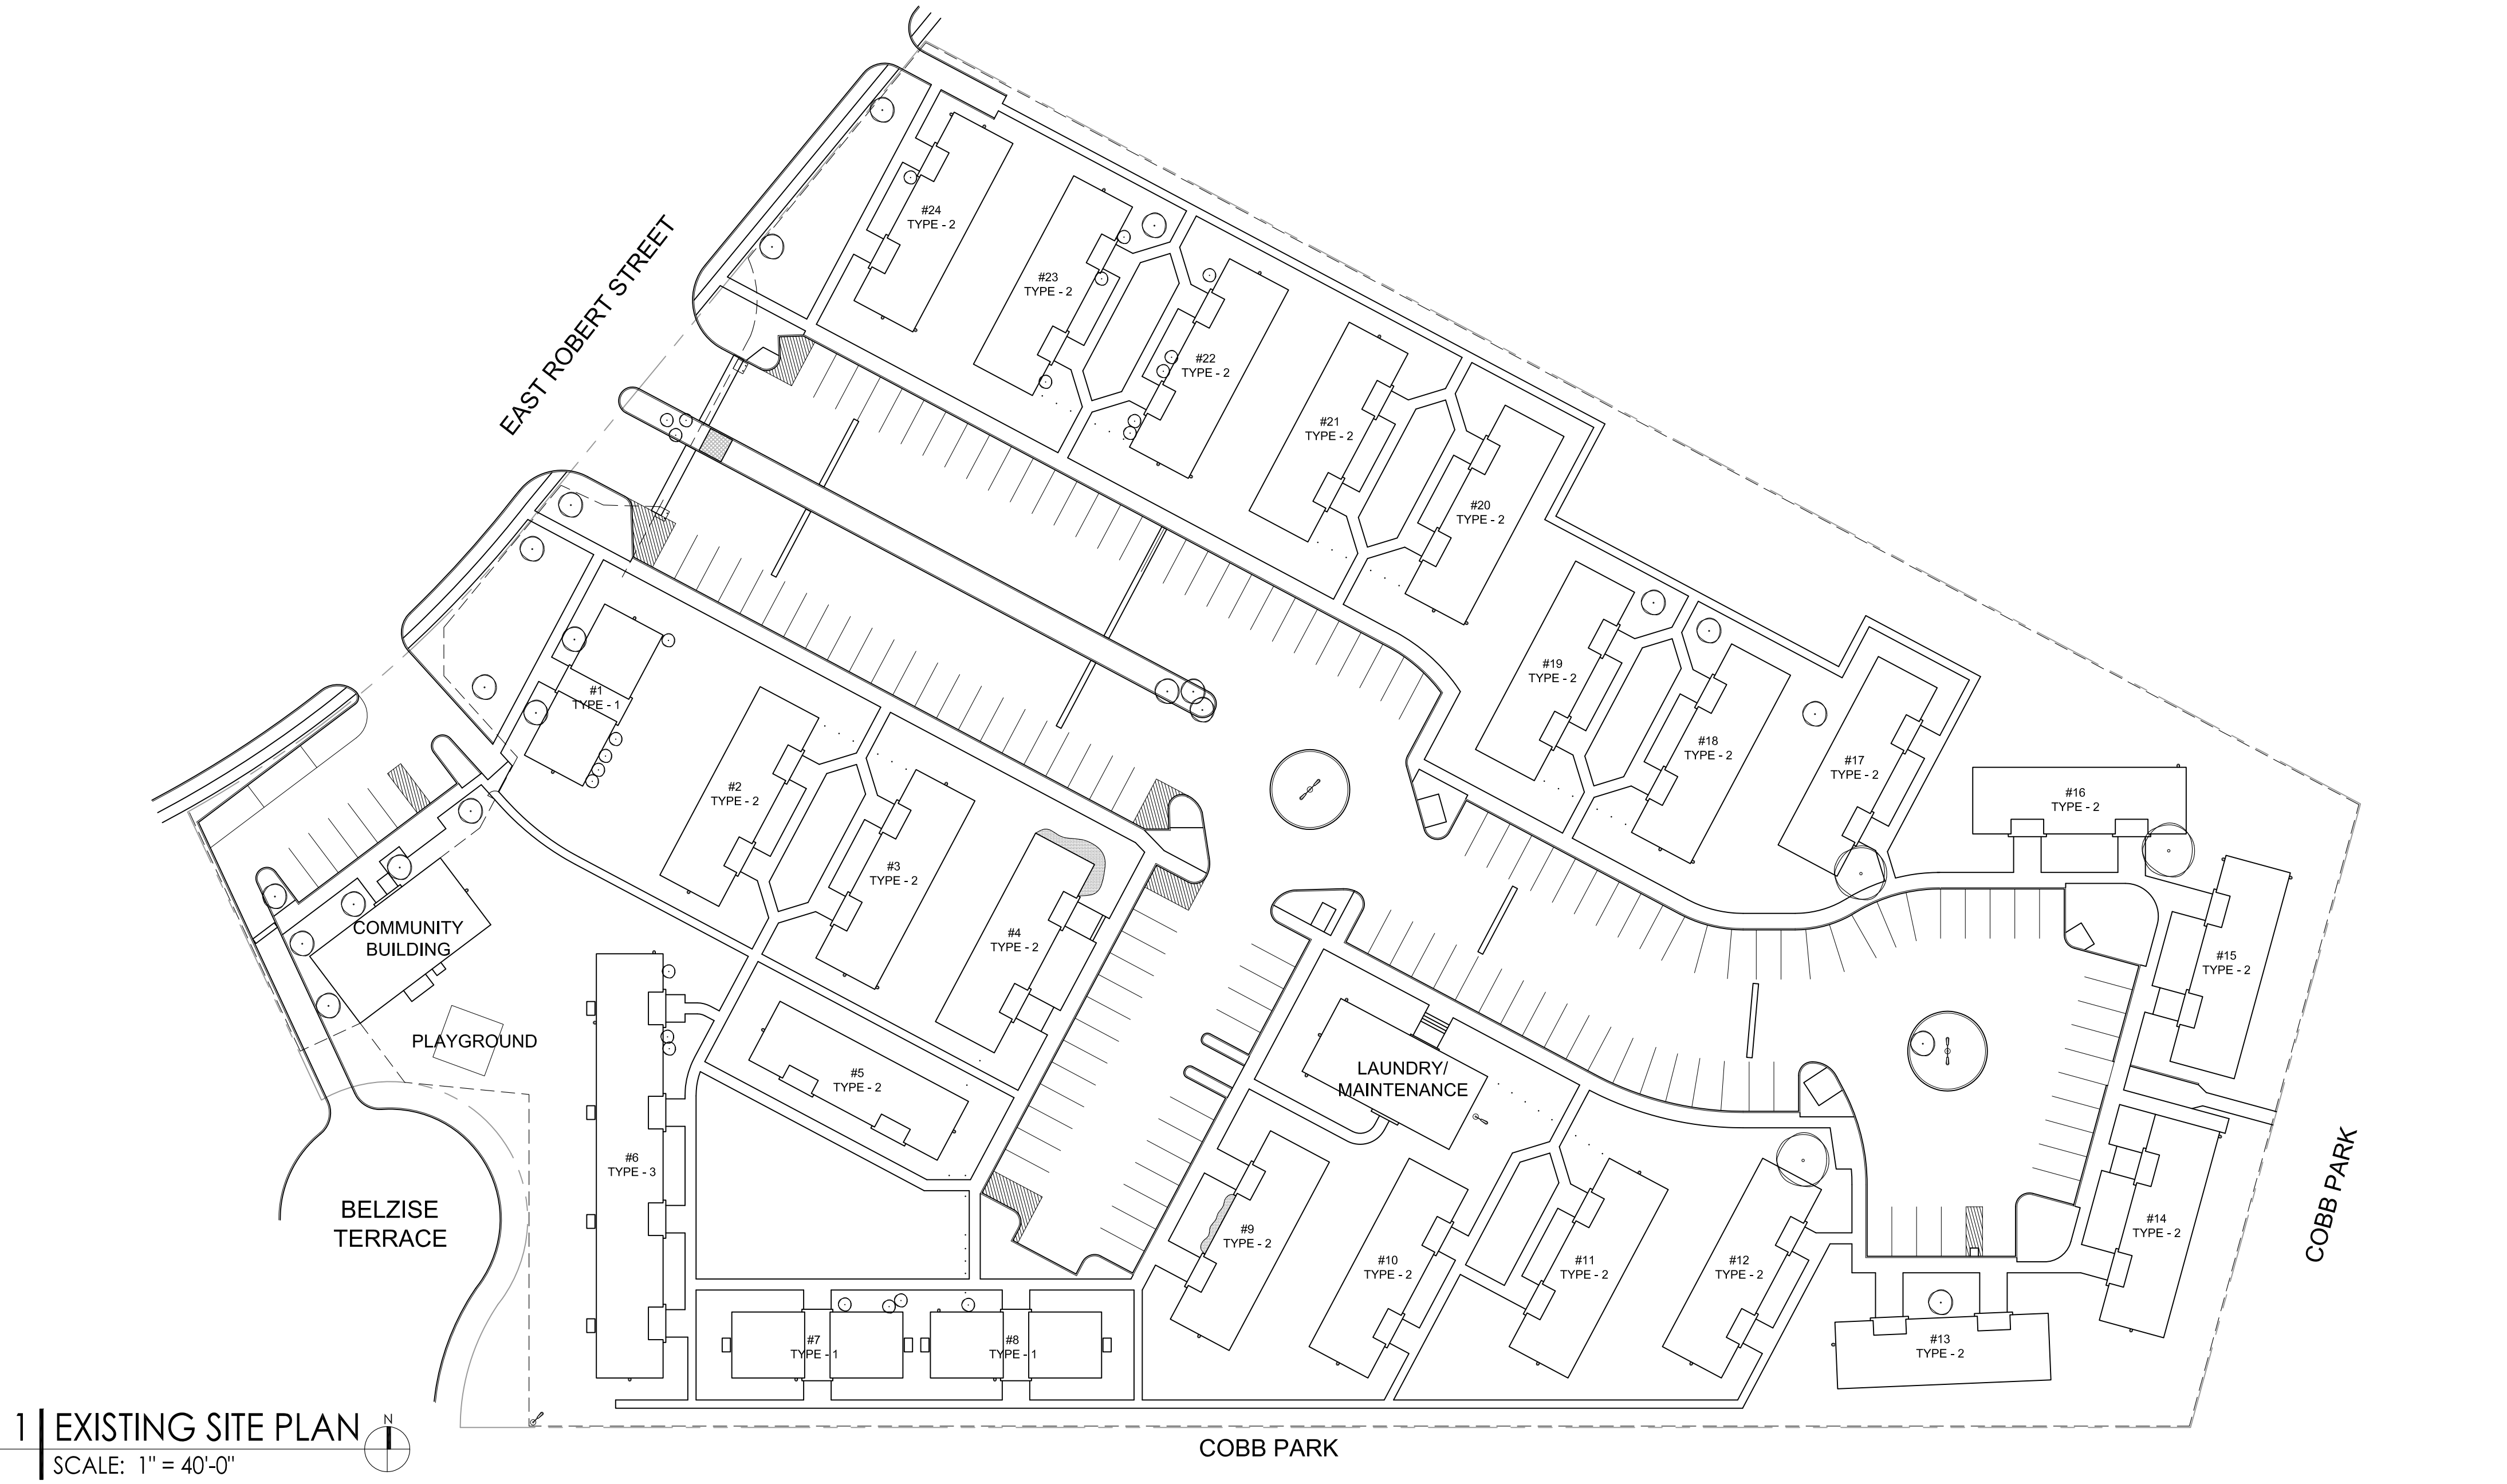 EAST ROBERT STREET
#24
TYPE - 2
#23
TYPE - 2
#22
TYPE - 2
#21
TYPE - 2
#20
TYPE - 2
#19
TYPE - 2
#18
TYPE - 2
#17
TYPE - 2
#16
TYPE - 2
#15
TYPE - 2
#1
TYPE - 1
#2
TYPE - 2
#3
TYPE - 2
#4
TYPE - 2
#5
TYPE - 2
COMMUNITY
BUILDING
PLAYGROUND
LAUNDRY/
MAINTENANCE
#6
TYPE - 3
BELZISE
TERRACE
#7
TYPE - 1
#8
TYPE - 1
#9
TYPE - 2
#10
TYPE - 2
#11
TYPE - 2
#12
TYPE - 2
#13
TYPE - 2
#14
TYPE - 2
COBB PARK
COBB PARK
1 EXISTING SITE PLAN
N
SCALE: 1" = 40'-0"